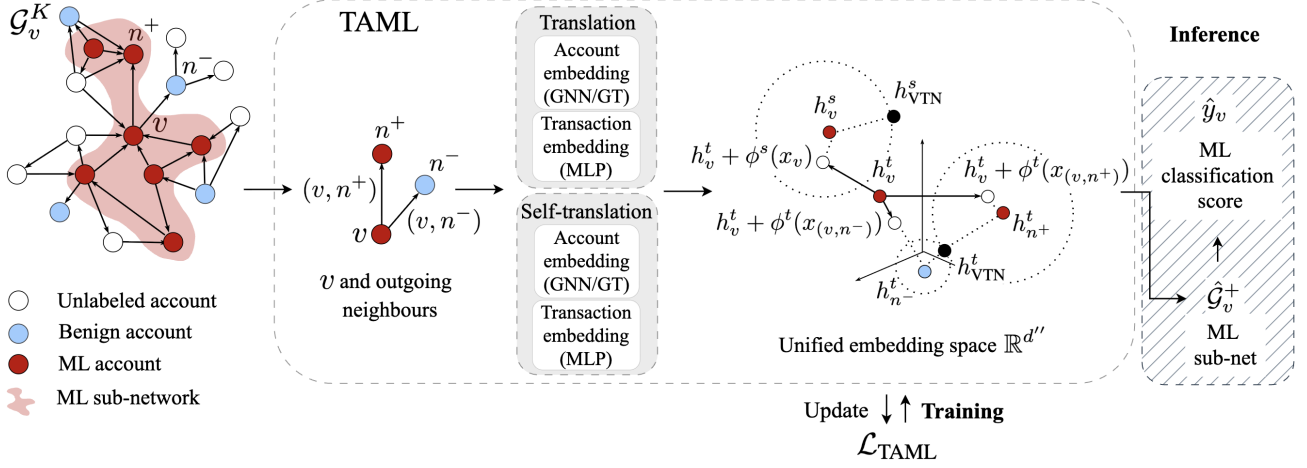 𝒢_v^K
n⁺
n⁻
v
Unlabeled account
Benign account
ML account
ML sub-network
TAML
n⁺
n⁻
(v, n⁺)
(v, n⁻)
v
v and outgoing
neighbours
Translation
Account
embedding
(GNN/GT)
Transaction
embedding
(MLP)
Self-translation
Account
embedding
(GNN/GT)
Transaction
embedding
(MLP)
h_v^s
h_VTN^s
h_v^t + ϕ^s(x_v)
h_v^t
h_v^t + ϕ^t(x_(v,n⁺))
h_v^t + ϕ^t(x_(v,n⁻))
h_{n⁺}^t
h_VTN^t
h_{n⁻}^t
Unified embedding space ℝ^{d''}
Update
Training
ℒ_TAML
Inference
ŷ_v
ML
classification
score
𝒢̂_v^+
ML
sub-net